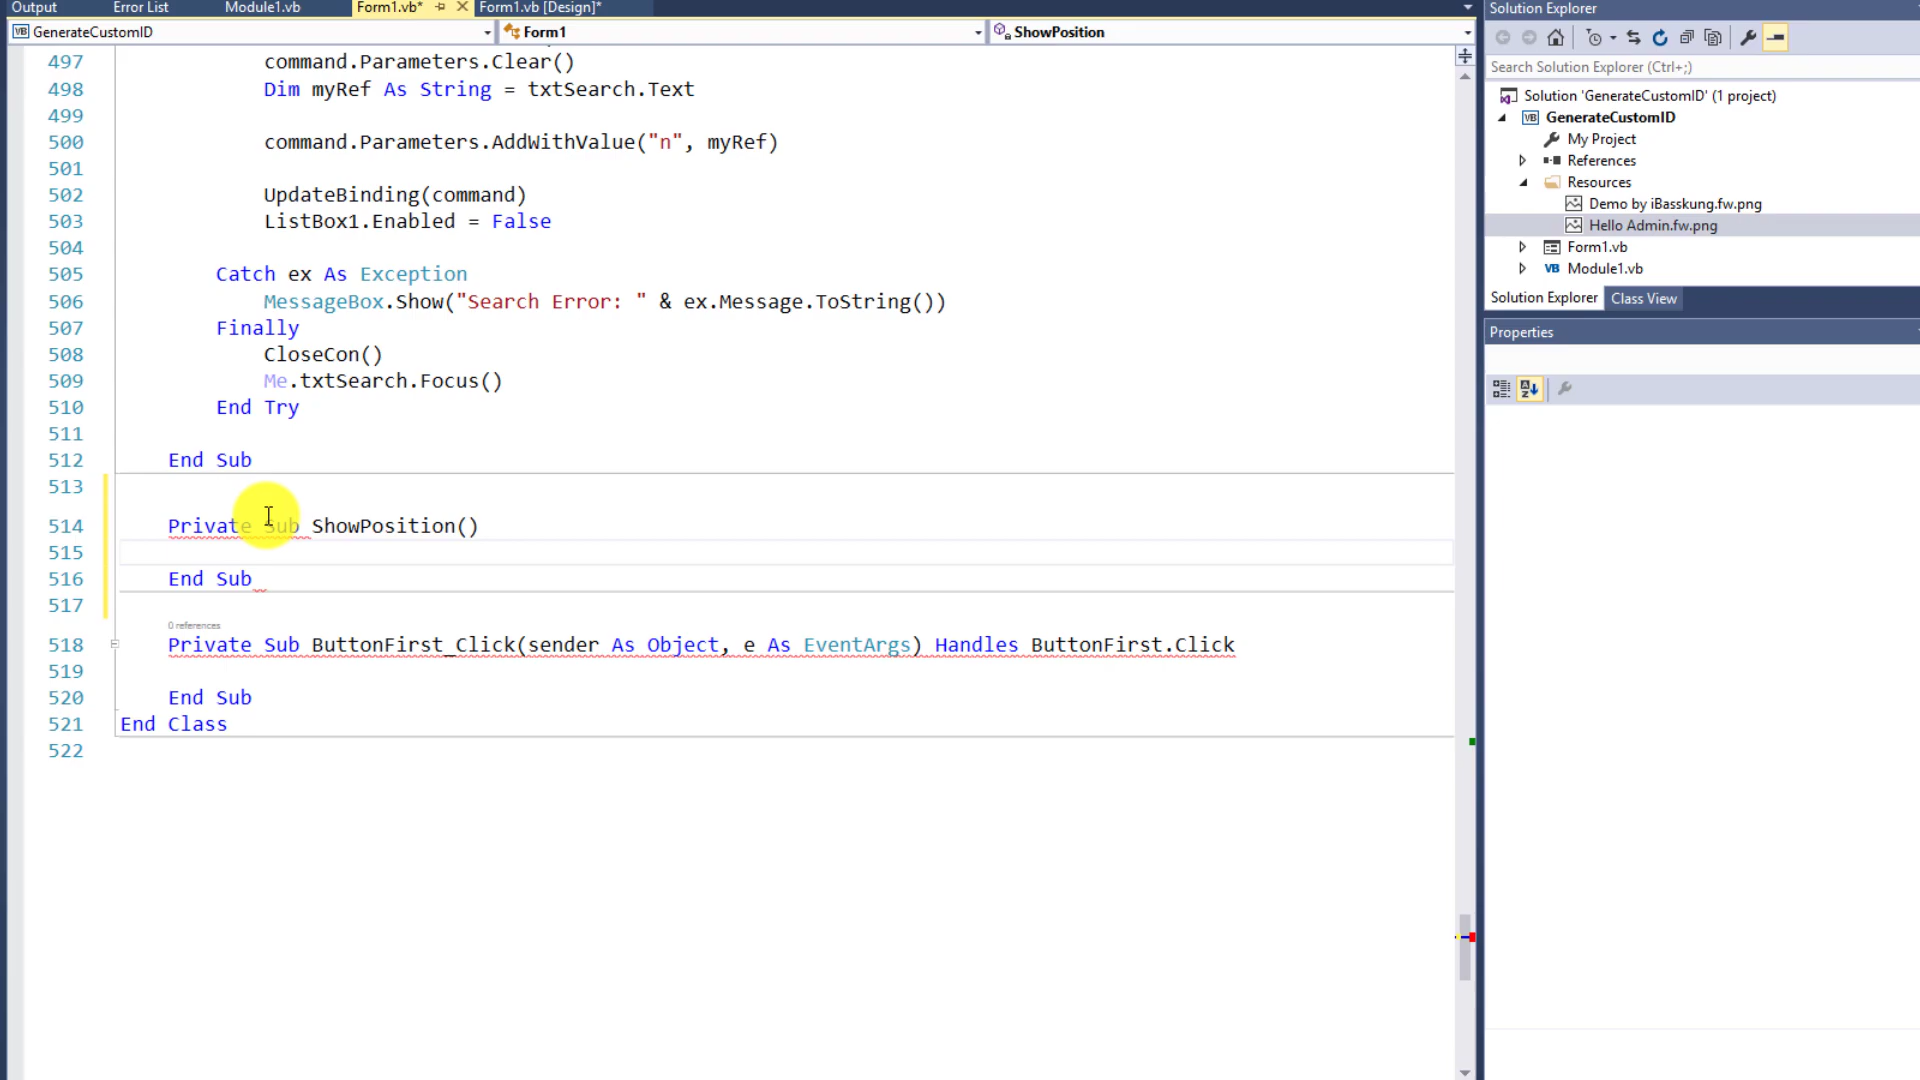 Output Error List Module1.vb Form1.vb* Form1.vb [Design]*
GenerateCustomID Form1 ShowPosition
497 command.Parameters.Clear()
498 Dim myRef As String = txtSearch.Text
499
500 command.Parameters.AddWithValue("n", myRef)
501
502 UpdateBinding(command)
503 ListBox1.Enabled = False
504
505 Catch ex As Exception
506 MessageBox.Show("Search Error: " & ex.Message.ToString())
507 Finally
508 CloseCon()
509 Me.txtSearch.Focus()
510 End Try
511
512 End Sub
513
514 Private Sub ShowPosition()
515
516 End Sub
517
0 references
518 Private Sub ButtonFirst_Click(sender As Object, e As EventArgs) Handles ButtonFirst.Click
519
520 End Sub
521 End Class
522
Solution Explorer
Search Solution Explorer (Ctrl+;)
Solution 'GenerateCustomID' (1 project)
VB GenerateCustomID
My Project
References
Resources
Demo by iBasskung.fw.png
Hello Admin.fw.png
Form1.vb
VB Module1.vb
Solution Explorer Class View
Properties